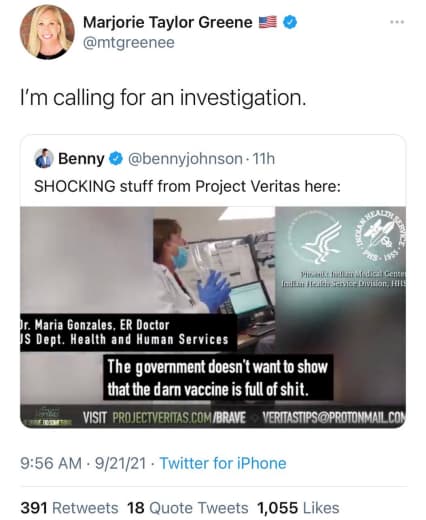 Marjorie Taylor Greene
@mtgreenee
I'm calling for an investigation.
Benny @bennyjohnson · 11h
SHOCKING stuff from Project Veritas here:
INDIAN HEALTH SERVICE
PHS · 1955
Phoenix Indian Medical Center
Indian Health Service Division, HHS
Dr. Maria Gonzales, ER Doctor
US Dept. Health and Human Services
The government doesn't want to show
that the darn vaccine is full of shit.
VISIT PROJECTVERITAS.COM/BRAVE VERITASTIPS@PROTONMAIL.COM
9:56 AM · 9/21/21 · Twitter for iPhone
391 Retweets 18 Quote Tweets 1,055 Likes